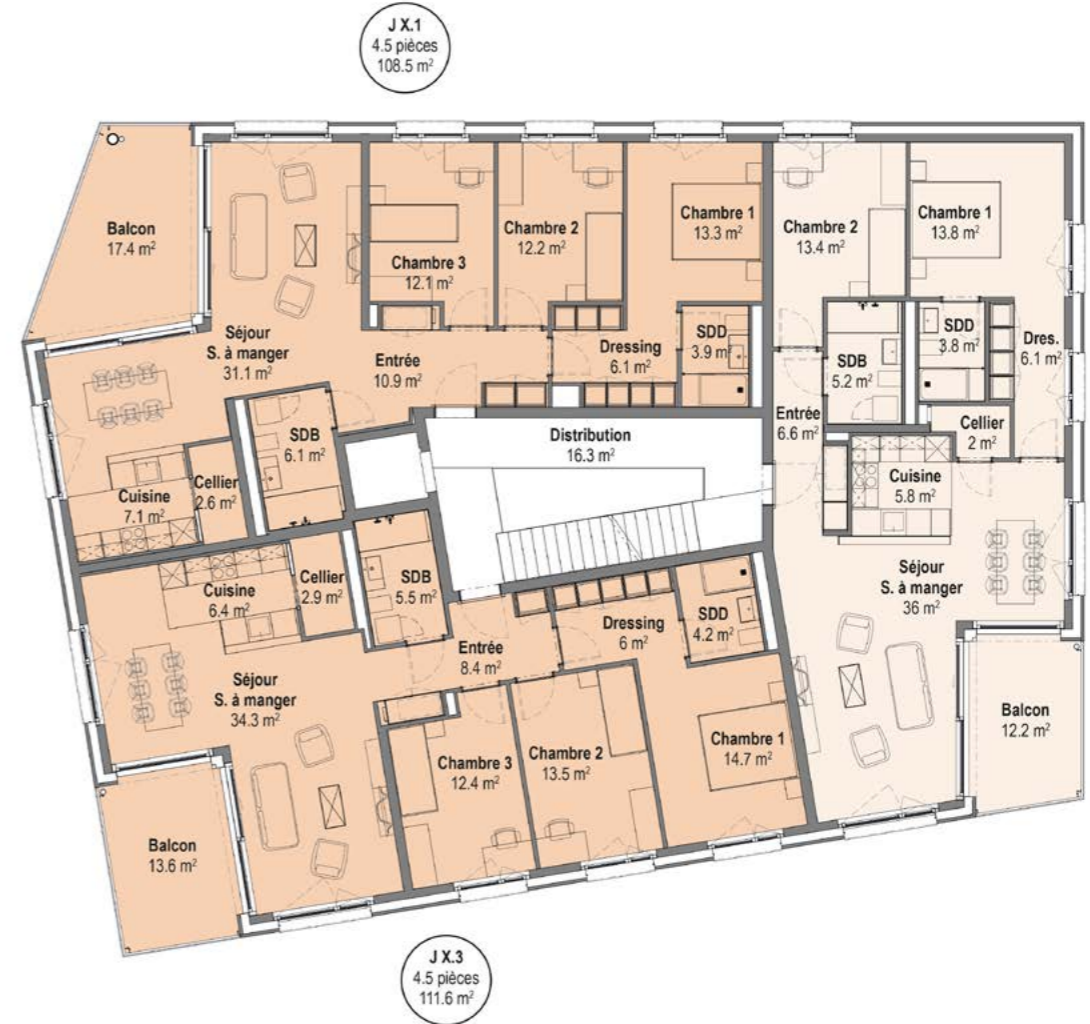 J X.1
4.5 pièces
108.5 m²
Balcon
17.4 m²
Séjour
S. à manger
31.1 m²
Chambre 3
12.1 m²
Chambre 2
12.2 m²
Chambre 1
13.3 m²
Entrée
10.9 m²
Dressing
6.1 m²
SDD
3.9 m²
SDB
6.1 m²
Cuisine
7.1 m²
Cellier
2.6 m²
Chambre 2
13.4 m²
Chambre 1
13.8 m²
SDB
5.2 m²
SDD
3.8 m²
Dres.
6.1 m²
Entrée
6.6 m²
Cellier
2 m²
Cuisine
5.8 m²
Séjour
S. à manger
36 m²
Balcon
12.2 m²
Distribution
16.3 m²
Cuisine
6.4 m²
Cellier
2.9 m²
SDB
5.5 m²
Entrée
8.4 m²
Dressing
6 m²
SDD
4.2 m²
Séjour
S. à manger
34.3 m²
Chambre 3
12.4 m²
Chambre 2
13.5 m²
Chambre 1
14.7 m²
Balcon
13.6 m²
J X.3
4.5 pièces
111.6 m²